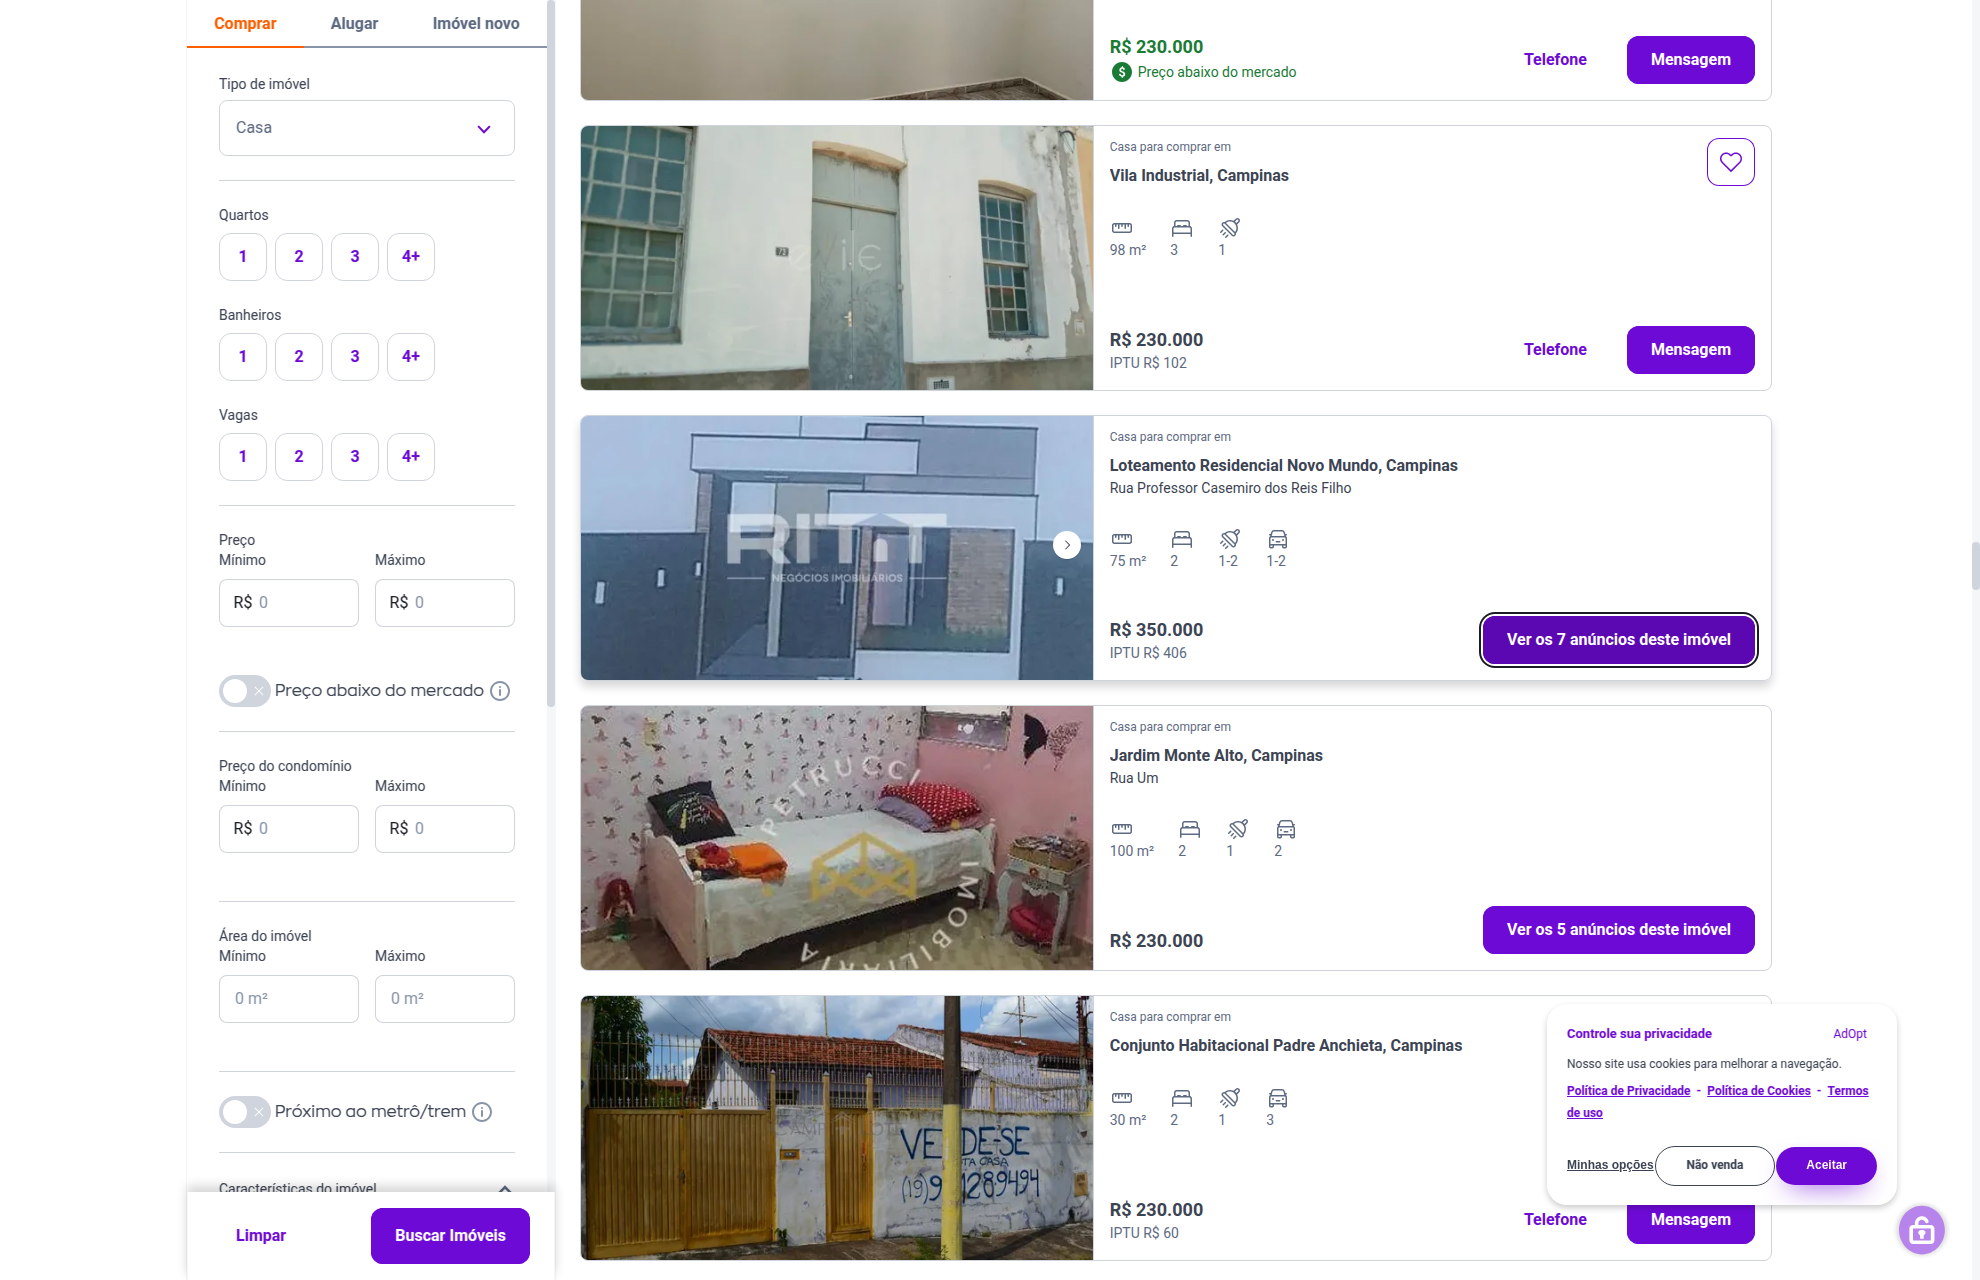 Comprar
Alugar
Imóvel novo
Tipo de imóvel
Casa
Quartos
1
2
3
4+
Banheiros
1
2
3
4+
Vagas
1
2
3
4+
Preço
Mínimo
Máximo
R$ 0
R$ 0
Preço abaixo do mercado
Preço do condomínio
Mínimo
Máximo
R$ 0
R$ 0
Área do imóvel
Mínimo
Máximo
0 m²
0 m²
Próximo ao metrô/trem
Características do imóvel
Limpar
Buscar Imóveis
R$ 230.000
Preço abaixo do mercado
Telefone
Mensagem
Casa para comprar em
Vila Industrial, Campinas
98 m²
3
1
R$ 230.000
IPTU R$ 102
Telefone
Mensagem
RITT
NEGÓCIOS IMOBILIÁRIOS
Casa para comprar em
Loteamento Residencial Novo Mundo, Campinas
Rua Professor Casemiro dos Reis Filho
75 m²
2
1-2
1-2
R$ 350.000
IPTU R$ 406
Ver os 7 anúncios deste imóvel
PETRUCCI
IMOBILIÁRIA
Casa para comprar em
Jardim Monte Alto, Campinas
Rua Um
100 m²
2
1
2
R$ 230.000
Ver os 5 anúncios deste imóvel
VENDE-SE
TA CASA
Casa para comprar em
Conjunto Habitacional Padre Anchieta, Campinas
30 m²
2
1
3
R$ 230.000
IPTU R$ 60
Telefone
Mensagem
Controle sua privacidade
AdOpt
Nosso site usa cookies para melhorar a navegação.
Política de Privacidade - Política de Cookies - Termos
de uso
Minhas opções
Não venda
Aceitar